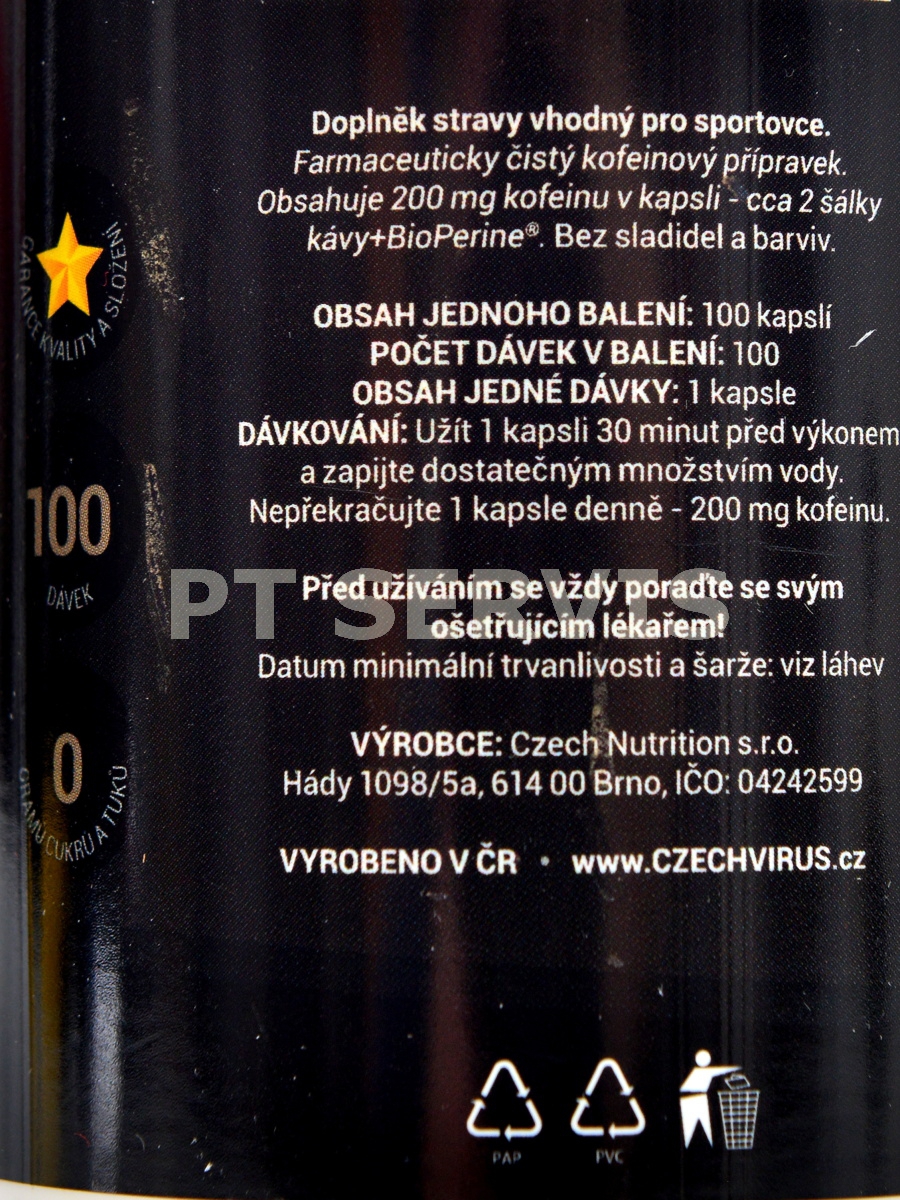 Doplněk stravy vhodný pro sportovce.
Farmaceuticky čistý kofeinový přípravek.
Obsahuje 200 mg kofeinu v kapsli - cca 2 šálky
kávy+BioPerine®. Bez sladidel a barviv.
GARANCE KVALITY A SLOŽENÍ
OBSAH JEDNOHO BALENÍ: 100 kapslí
POČET DÁVEK V BALENÍ: 100
OBSAH JEDNÉ DÁVKY: 1 kapsle
DÁVKOVÁNÍ: Užít 1 kapsli 30 minut před výkonem
a zapijte dostatečným množstvím vody.
Nepřekračujte 1 kapsle denně - 200 mg kofeinu.
100
DÁVEK
Před užíváním se vždy poraďte se svým
ošetřujícím lékařem!
PT SERVIS
Datum minimální trvanlivosti a šarže: viz láhev
VÝROBCE: Czech Nutrition s.r.o.
Hády 1098/5a, 614 00 Brno, IČO: 04242599
0
GRAMŮ CUKRŮ A TUKŮ
VYROBENO V ČR • www.CZECHVIRUS.cz
PAP
PVC